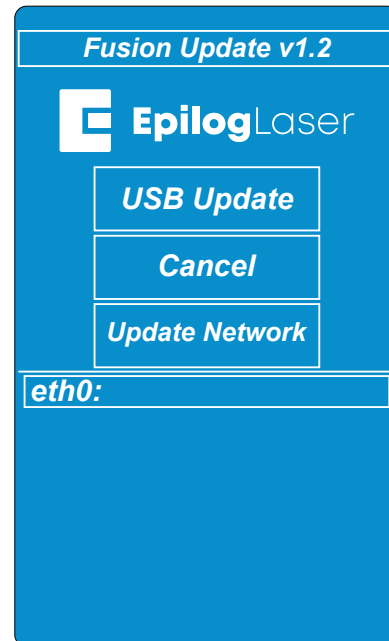 Fusion Update v1.2
EpilogLaser
USB Update
Cancel
Update Network
eth0: